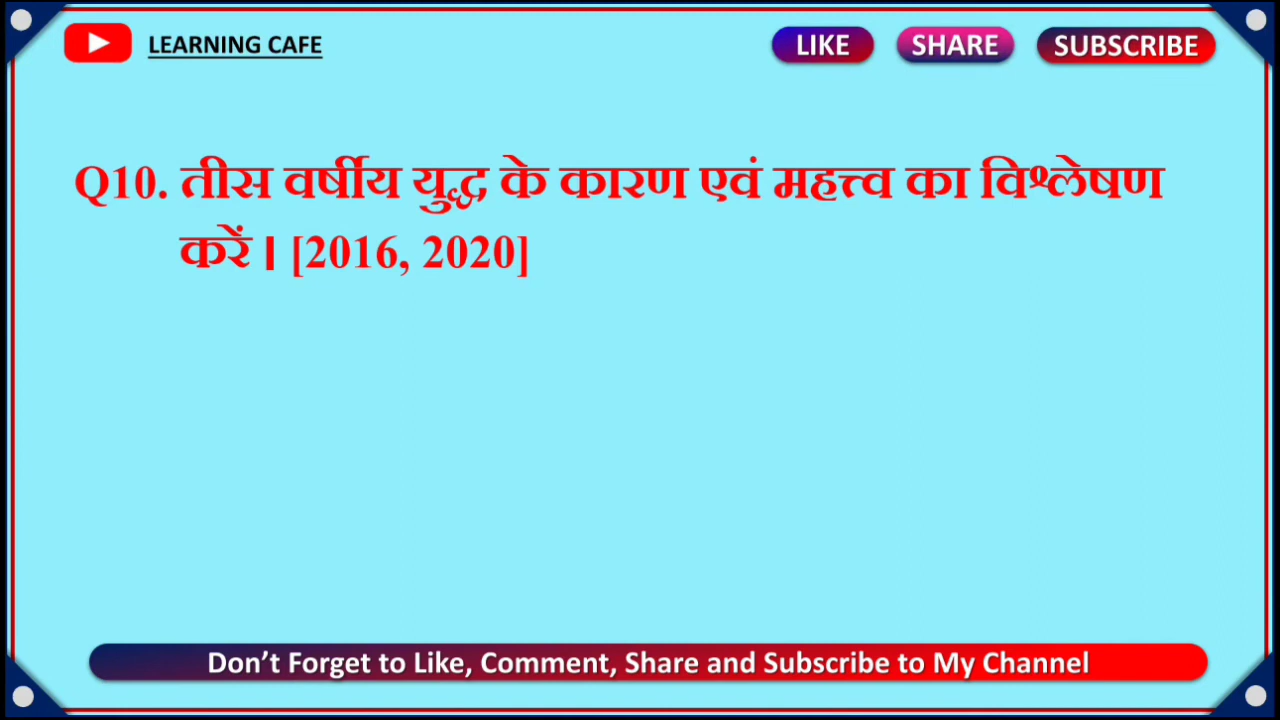 LEARNING CAFE
LIKE
SHARE
SUBSCRIBE
Q10. तीस वर्षीय युद्ध के कारण एवं महत्त्व का विश्लेषण
करें। [2016, 2020]
Don’t Forget to Like, Comment, Share and Subscribe to My Channel